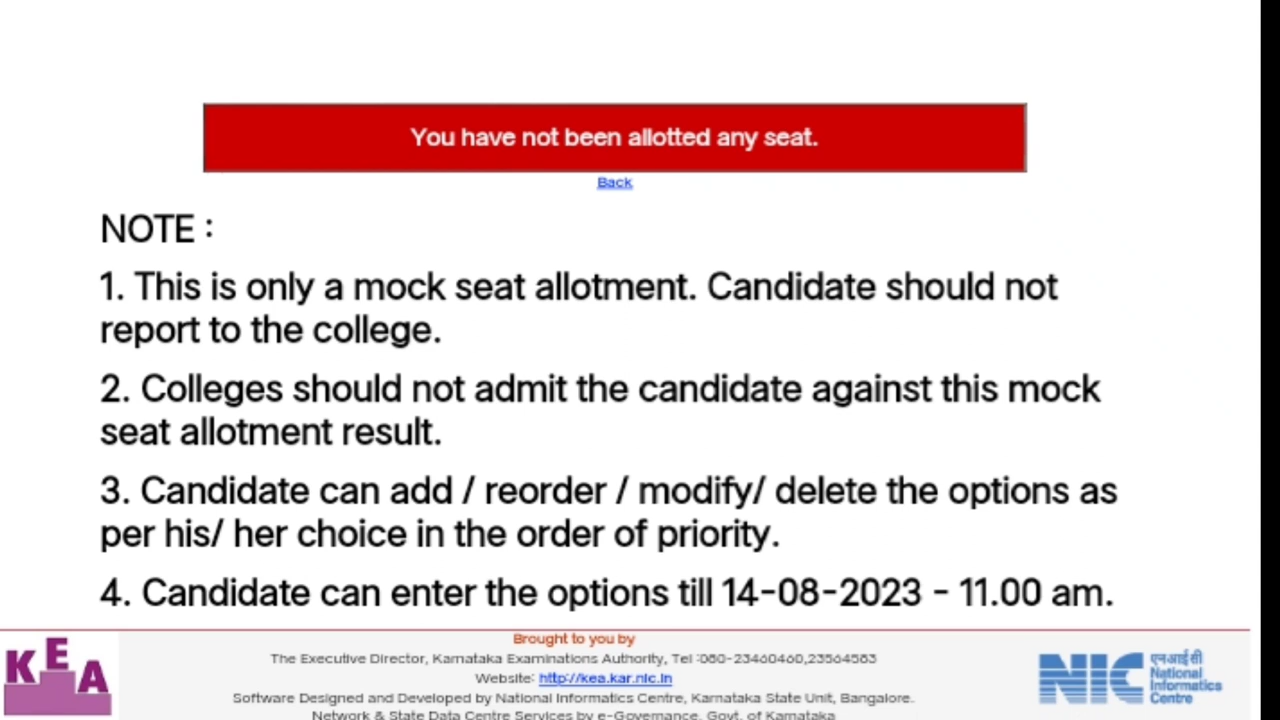 You have not been allotted any seat.
Back
NOTE :
1. This is only a mock seat allotment. Candidate should not
report to the college.
2. Colleges should not admit the candidate against this mock
seat allotment result.
3. Candidate can add / reorder / modify/ delete the options as
per his/ her choice in the order of priority.
4. Candidate can enter the options till 14-08-2023 - 11.00 am.
Brought to you by
The Executive Director, Karnataka Examinations Authority, Tel :080-23460460,23564583
Website: http://kea.kar.nic.in
Software Designed and Developed by National Informatics Centre, Karnataka State Unit, Bangalore.
Network & State Data Centre Services by e-Governance, Govt. of Karnataka
KEA
NIC
एनआईसी
National
Informatics
Centre